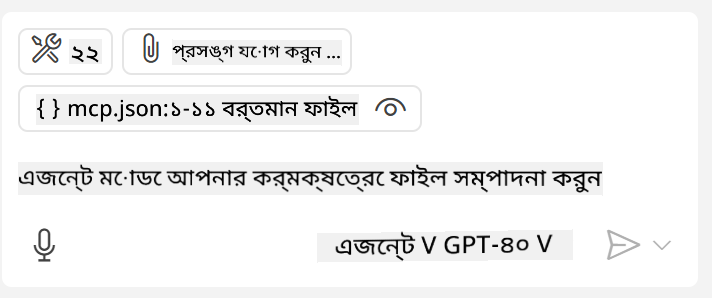 ২২ প্রসঙ্গ যোগ করুন ...
{ } mcp.json:১-১১ বর্তমান ফাইল
এজেন্ট মোডে আপনার কর্মক্ষেত্রে ফাইল সম্পাদনা করুন
এজেন্ট V GPT-৪০ V